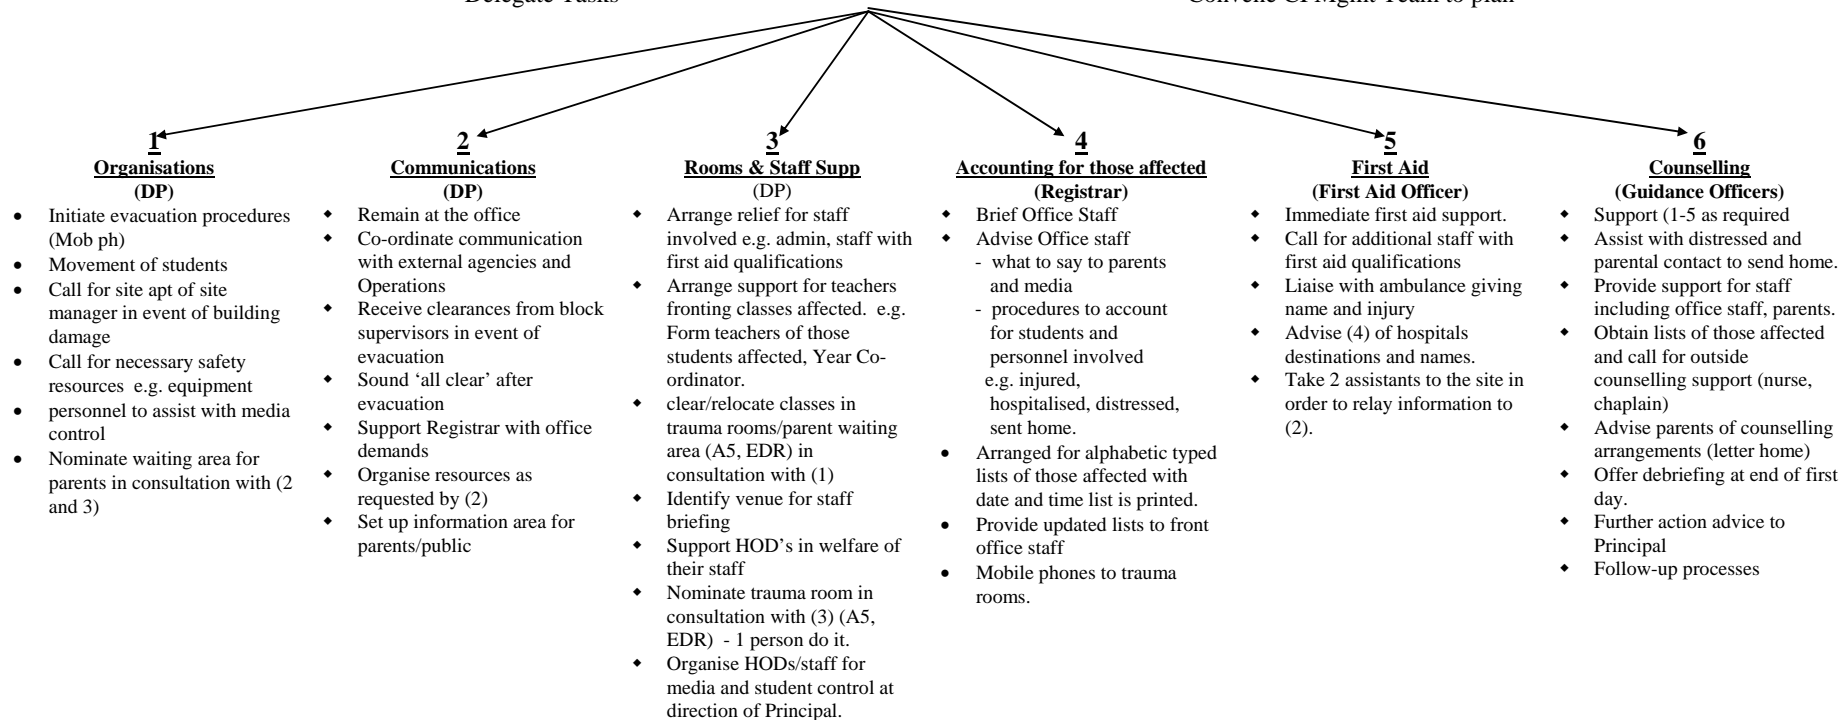 Delegate Tasks
Convene CI Mgmt Team to plan
1
Organisations
(DP)
• Initiate evacuation procedures
(Mob ph)
• Movement of students
• Call for site apt of site
manager in event of building
damage
• Call for necessary safety
resources e.g. equipment
• personnel to assist with media
control
• Nominate waiting area for
parents in consultation with (2
and 3)
2
Communications
(DP)
◆ Remain at the office
◆ Co-ordinate communication
with external agencies and
Operations
◆ Receive clearances from block
supervisors in event of
evacuation
◆ Sound ‘all clear’ after
evacuation
◆ Support Registrar with office
demands
◆ Organise resources as
requested by (2)
◆ Set up information area for
parents/public
3
Rooms & Staff Supp
(DP)
◆ Arrange relief for staff
involved e.g. admin, staff with
first aid qualifications
◆ Arrange support for teachers
fronting classes affected. e.g.
Form teachers of those
students affected, Year Co-
ordinator.
◆ clear/relocate classes in
trauma rooms/parent waiting
area (A5, EDR) in
consultation with (1)
◆ Identify venue for staff
briefing
◆ Support HOD's in welfare of
their staff
◆ Nominate trauma room in
consultation with (3) (A5,
EDR) - 1 person do it.
◆ Organise HODs/staff for
media and student control at
direction of Principal.
4
Accounting for those affected
(Registrar)
◆ Brief Office Staff
◆ Advise Office staff
- what to say to parents
and media
- procedures to account
for students and
personnel involved
e.g. injured,
hospitalised, distressed,
sent home.
• Arranged for alphabetic typed
lists of those affected with
date and time list is printed.
• Provide updated lists to front
office staff
• Mobile phones to trauma
rooms.
5
First Aid
(First Aid Officer)
◆ Immediate first aid support.
◆ Call for additional staff with
first aid qualifications
◆ Liaise with ambulance giving
name and injury
◆ Advise (4) of hospitals
destinations and names.
◆ Take 2 assistants to the site in
order to relay information to
(2).
6
Counselling
(Guidance Officers)
◆ Support (1-5 as required
◆ Assist with distressed and
parental contact to send home.
◆ Provide support for staff
including office staff, parents.
◆ Obtain lists of those affected
and call for outside
counselling support (nurse,
chaplain)
◆ Advise parents of counselling
arrangements (letter home)
◆ Offer debriefing at end of first
day.
◆ Further action advice to
Principal
◆ Follow-up processes